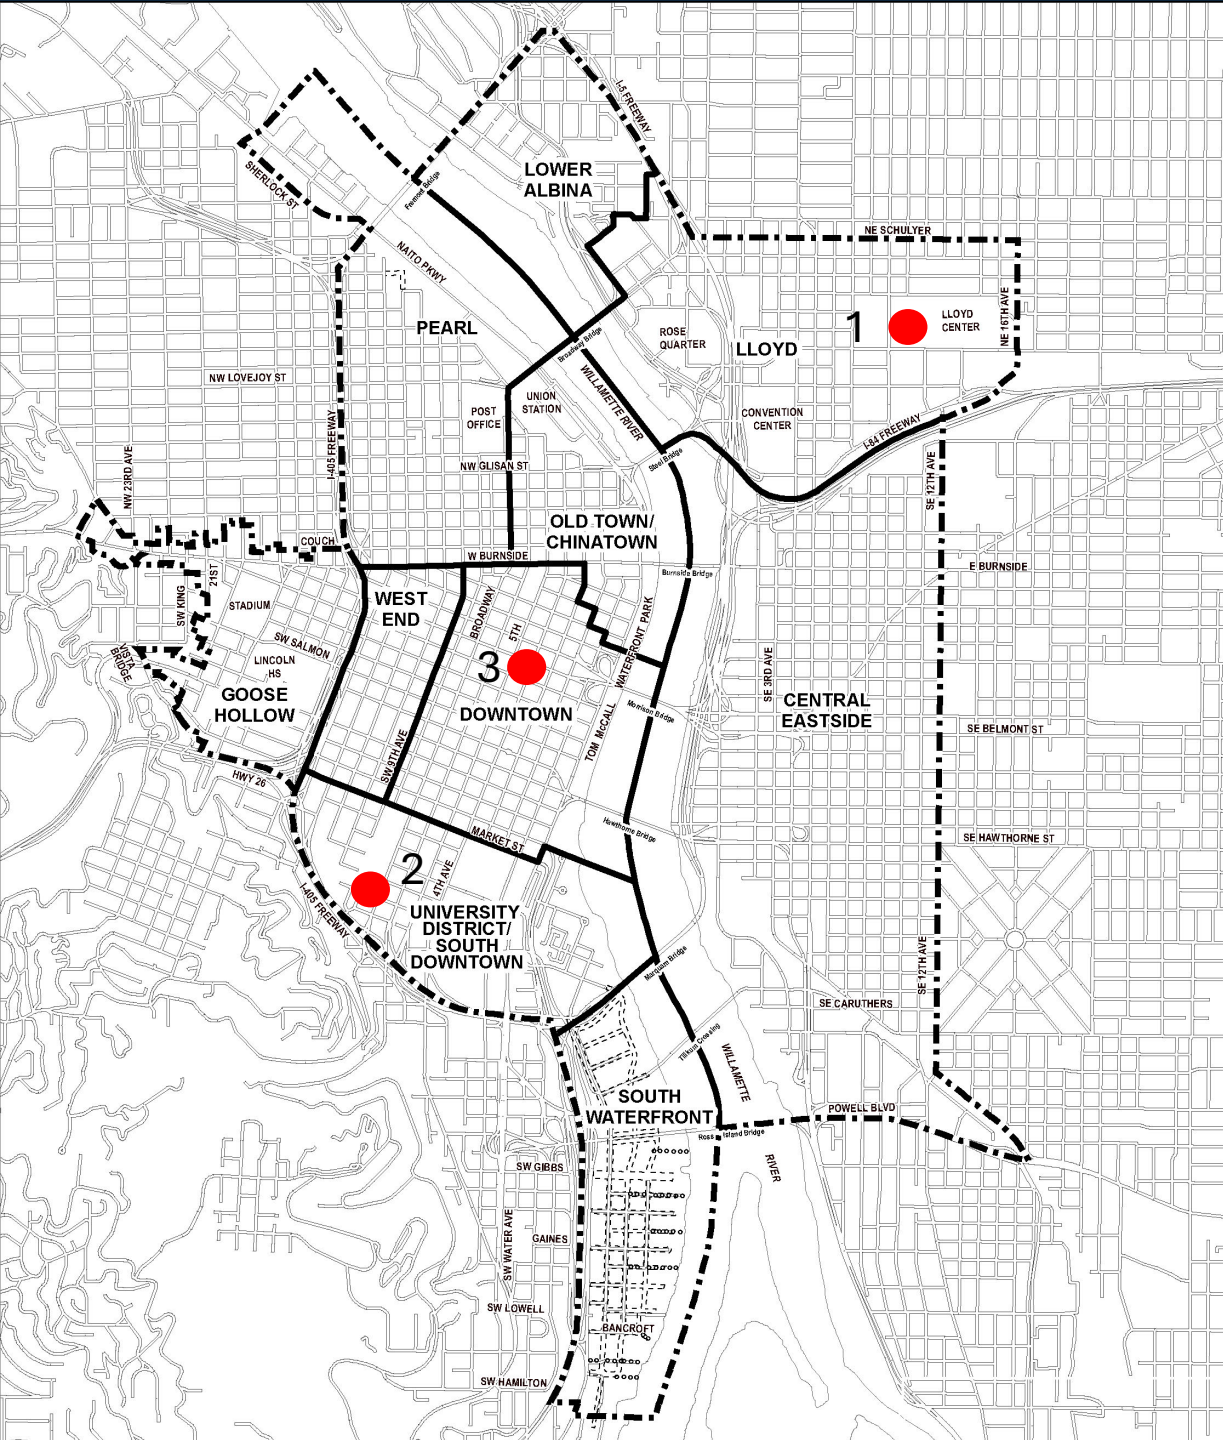 I-5 FREEWAY
LOWER
ALBINA
SHERLOCK ST
Fremont Bridge
NE SCHULYER
NAITO PKWY
NE 16TH AVE
PEARL
1
LLOYD
CENTER
ROSE
QUARTER
LLOYD
Broadway Bridge
NW LOVEJOY ST
WILLAMETTE RIVER
UNION
STATION
POST
OFFICE
CONVENTION
CENTER
I-84 FREEWAY
I-405 FREEWAY
NW 23RD AVE
NW GLISAN ST
Steel Bridge
SE 12TH AVE
OLD TOWN/
CHINATOWN
COUCH
W BURNSIDE
Burnside Bridge
E BURNSIDE
21ST
SW KING
STADIUM
WEST
END
BROADWAY
5TH
WATERFRONT PARK
TOM McCALL
SW SALMON
VISTA
BRIDGE
LINCOLN
HS
3
SE 3RD AVE
GOOSE
HOLLOW
DOWNTOWN
Morrison Bridge
CENTRAL
EASTSIDE
SE BELMONT ST
SW 9TH AVE
HWY 26
MARKET ST
Hawthorne Bridge
SE HAWTHORNE ST
2
4TH AVE
I-405 FREEWAY
UNIVERSITY
DISTRICT/
SOUTH
DOWNTOWN
Marquam Bridge
SE 12TH AVE
SE CARUTHERS
Tilikum Crossing
WILLAMETTE
SOUTH
WATERFRONT
POWELL BLVD
Ross Island Bridge
SW GIBBS
RIVER
SW WATER AVE
GAINES
SW LOWELL
BANCROFT
SW HAMILTON